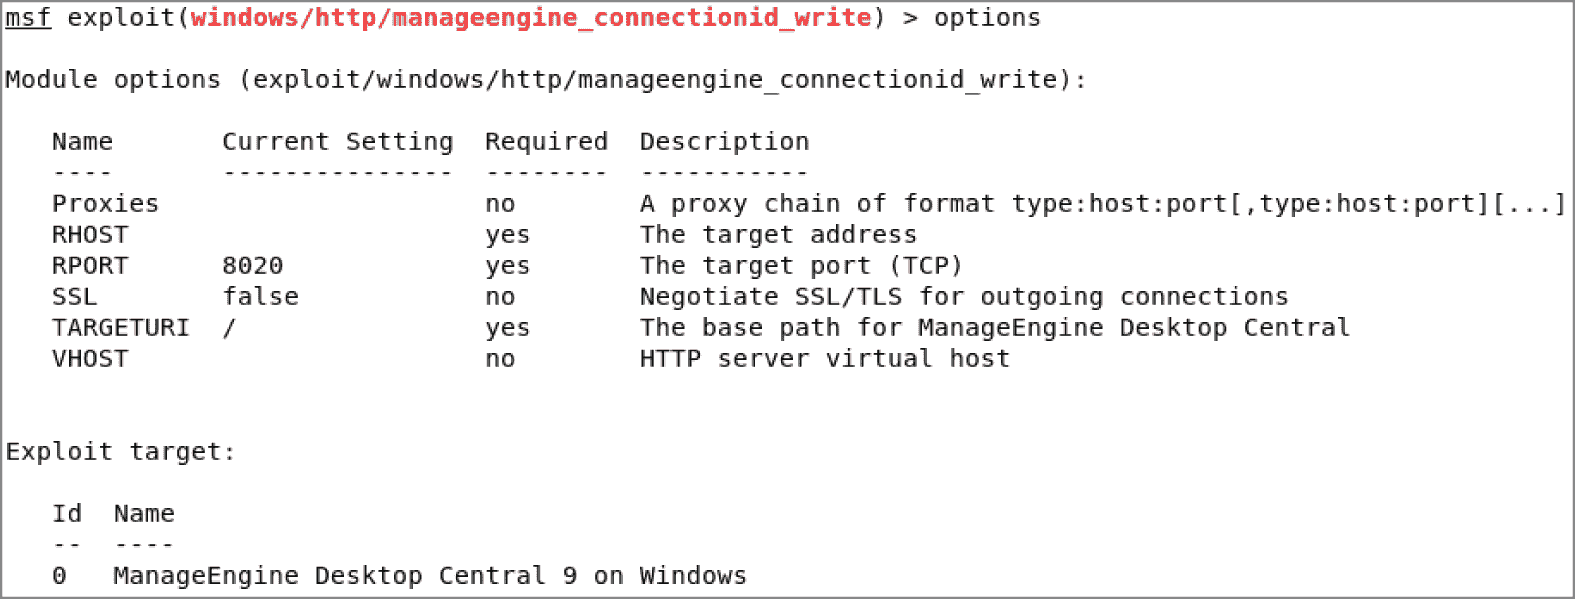 msf exploit(windows/http/manageengine_connectionid_write) > options
Module options (exploit/windows/http/manageengine_connectionid_write):
Name Current Setting Required Description
---- --------------- -------- -----------
Proxies no A proxy chain of format type:host:port[,type:host:port][...]
RHOST yes The target address
RPORT 8020 yes The target port (TCP)
SSL false no Negotiate SSL/TLS for outgoing connections
TARGETURI / yes The base path for ManageEngine Desktop Central
VHOST no HTTP server virtual host
Exploit target:
Id Name
-- ----
0 ManageEngine Desktop Central 9 on Windows